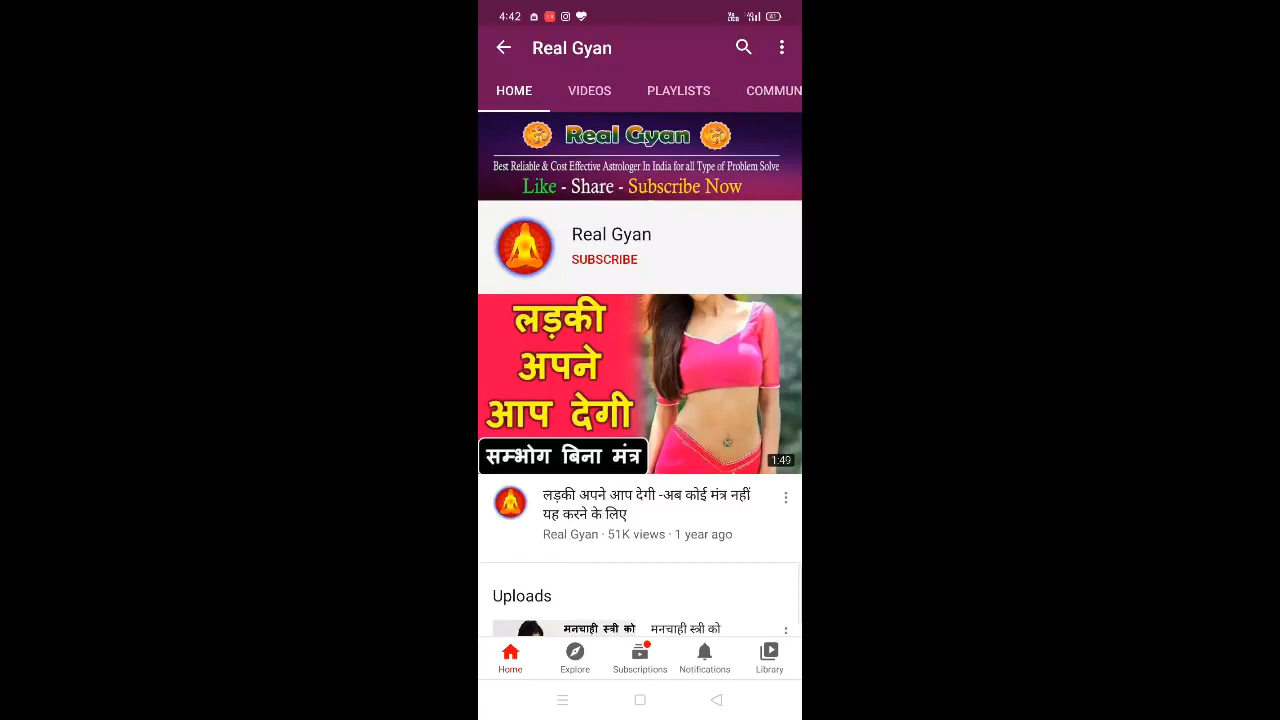 4:42
Real Gyan
HOME VIDEOS PLAYLISTS COMMUN
Real Gyan
Best Reliable & Cost Effective Astrologer In India for all Type of Problem Solve
Like - Share - Subscribe Now
Real Gyan
SUBSCRIBE
लड़की
अपने
आप देगी
सम्भोग बिना मंत्र
1:49
लड़की अपने आप देगी -अब कोई मंत्र नहीं
यह करने के लिए
Real Gyan · 51K views · 1 year ago
Uploads
मनचाही स्त्री को मनचाही स्त्री को
Home Explore Subscriptions Notifications Library